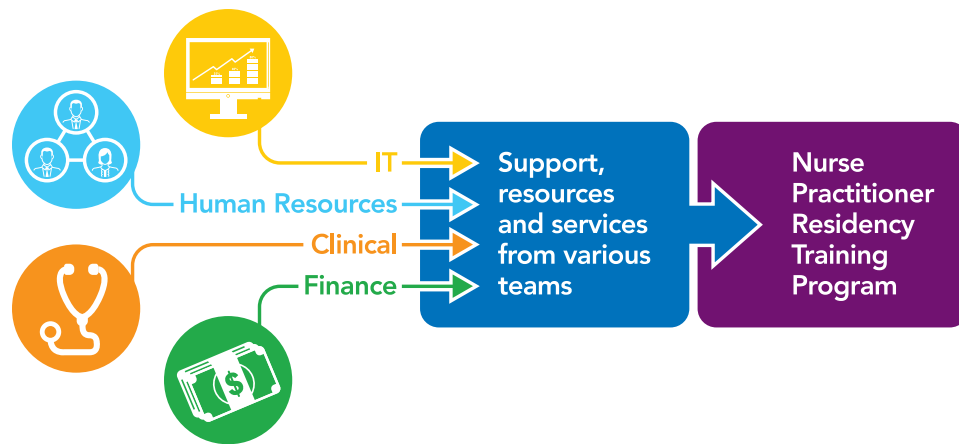 IT
Human Resources
Clinical
Finance
Support,
resources
and services
from various
teams
Nurse
Practitioner
Residency
Training
Program
$